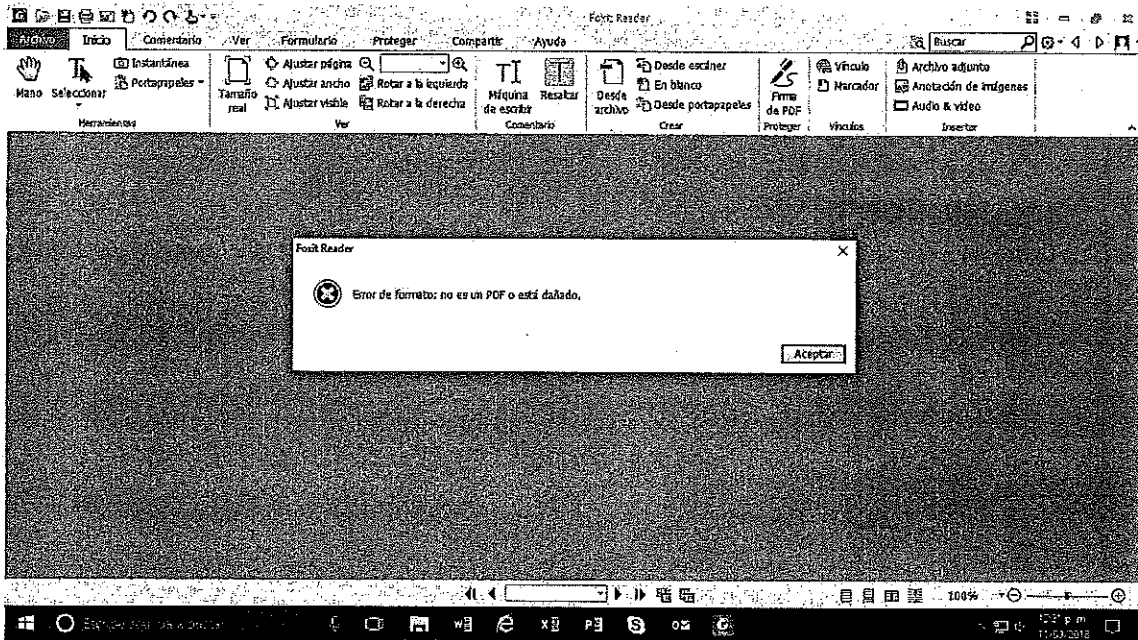 Foxit Reader
Archivo Inicio Comentario Ver Formulario Proteger Compartir Ayuda Buscar
Mano Seleccionar Instantánea Portapapeles
Herramientas
Tamaño real Ajustar página Ajustar ancho Ajustar visible Rotar a la izquierda Rotar a la derecha
Ver
Máquina de escribir Resaltar
Comentario
Desde archivo Desde escáner En blanco Desde portapapeles
Crear
Firma de PDF
Proteger
Vínculo Marcador
Vínculos
Archivo adjunto Anotación de imágenes Audio & video
Insertar
Foxit Reader
Error de formato: no es un PDF o está dañado.
Aceptar
100%